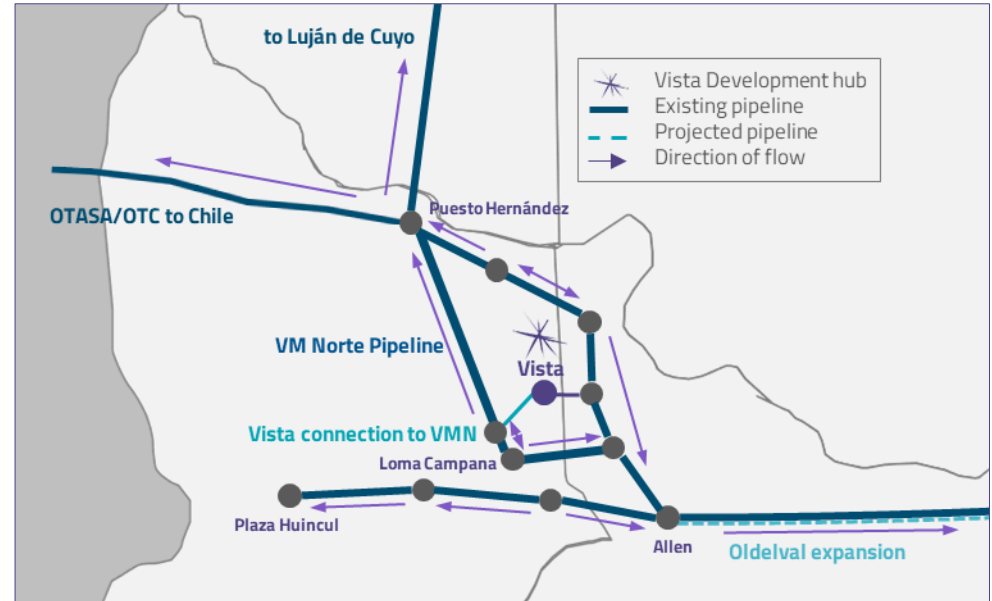 to Luján de Cuyo
Vista Development hub
Existing pipeline
Projected pipeline
Direction of flow
Puesto Hernández
OTASA/OTC to Chile
VM Norte Pipeline
Vista
Vista connection to VMN
Loma Campana
Plaza Huincul
Allen
Oldelval expansion